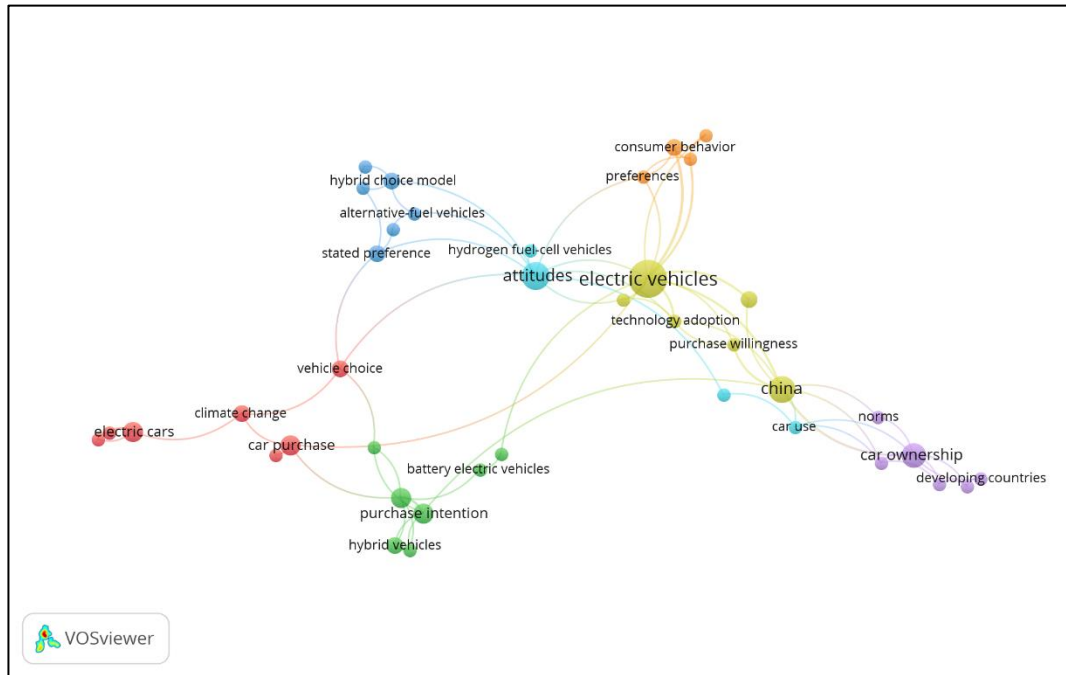 consumer behavior
preferences
hybrid choice model
alternative-fuel vehicles
stated preference
hydrogen fuel-cell vehicles
attitudes
electric vehicles
technology adoption
purchase willingness
vehicle choice
china
climate change
electric cars
car purchase
norms
car use
car ownership
battery electric vehicles
developing countries
purchase intention
hybrid vehicles
VOSviewer